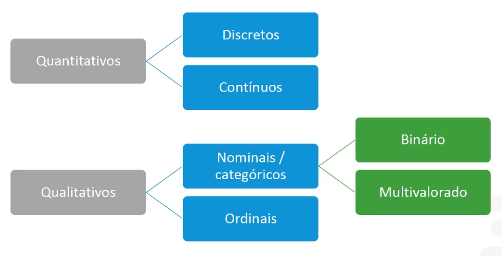 Quantitativos
Discretos
Contínuos
Qualitativos
Nominais /
categóricos
Ordinais
Binário
Multivalorado